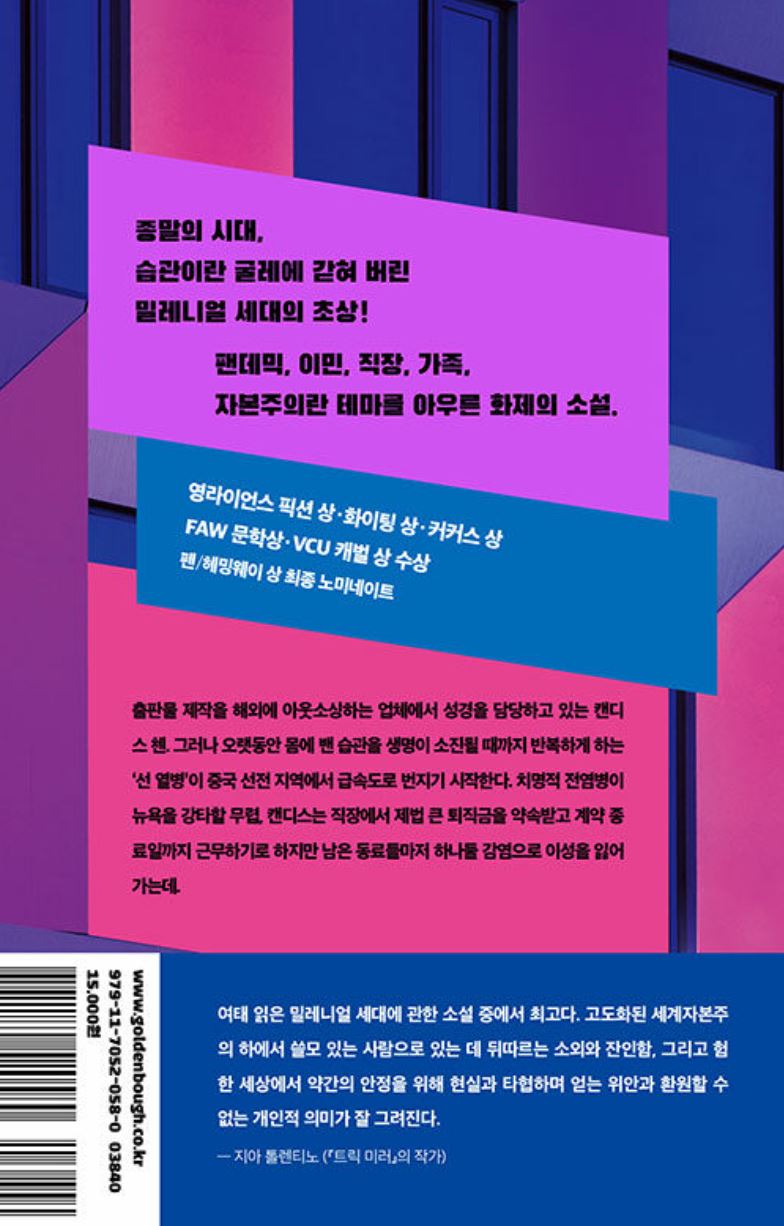 종말의 시대,
습관이란 굴레에 갇혀 버린
밀레니얼 세대의 초상!
팬데믹, 이민, 직장, 가족,
자본주의란 테마를 아우른 화제의 소설.
영라이언스 픽션 상·화이팅 상·커커스 상
FAW 문학상·VCU 캐벌 상 수상
펜/헤밍웨이 상 최종 노미네이트
출판물 제작을 해외에 아웃소싱하는 업체에서 성경을 담당하고 있는 캔디
스 첸. 그러나 오랫동안 몸에 밴 습관을 생명이 소진될 때까지 반복하게 하는
‘선 열병’이 중국 선전 지역에서 급속도로 번지기 시작한다. 치명적 전염병이
뉴욕을 강타할 무렵, 캔디스는 직장에서 제법 큰 퇴직금을 약속받고 계약 종
료일까지 근무하기로 하지만 남은 동료들마저 하나둘 감염으로 이성을 잃어
가는데.
여태 읽은 밀레니얼 세대에 관한 소설 중에서 최고다. 고도화된 세계자본주
의 하에서 쓸모 있는 사람으로 있는 데 뒤따르는 소외와 잔인함, 그리고 험
한 세상에서 약간의 안정을 위해 현실과 타협하며 얻는 위안과 환원할 수
없는 개인적 의미가 잘 그려진다.
— 지아 톨렌티노 (『트릭 미러』의 작가)
www.goldenbough.co.kr
979-11-7052-058-0 03840
15,000원